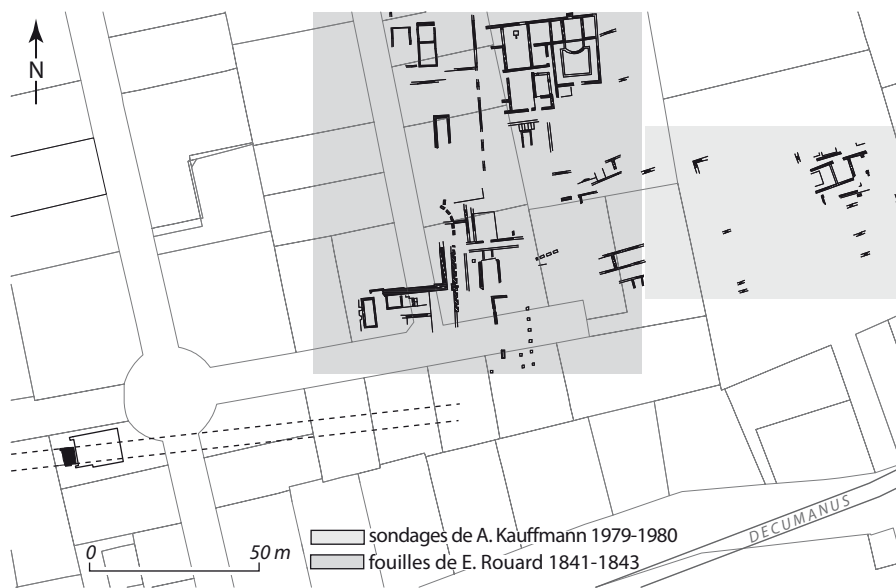 N
DECUMANUS
sondages de A. Kauffmann 1979-1980
0 50 m
fouilles de E. Rouard 1841-1843